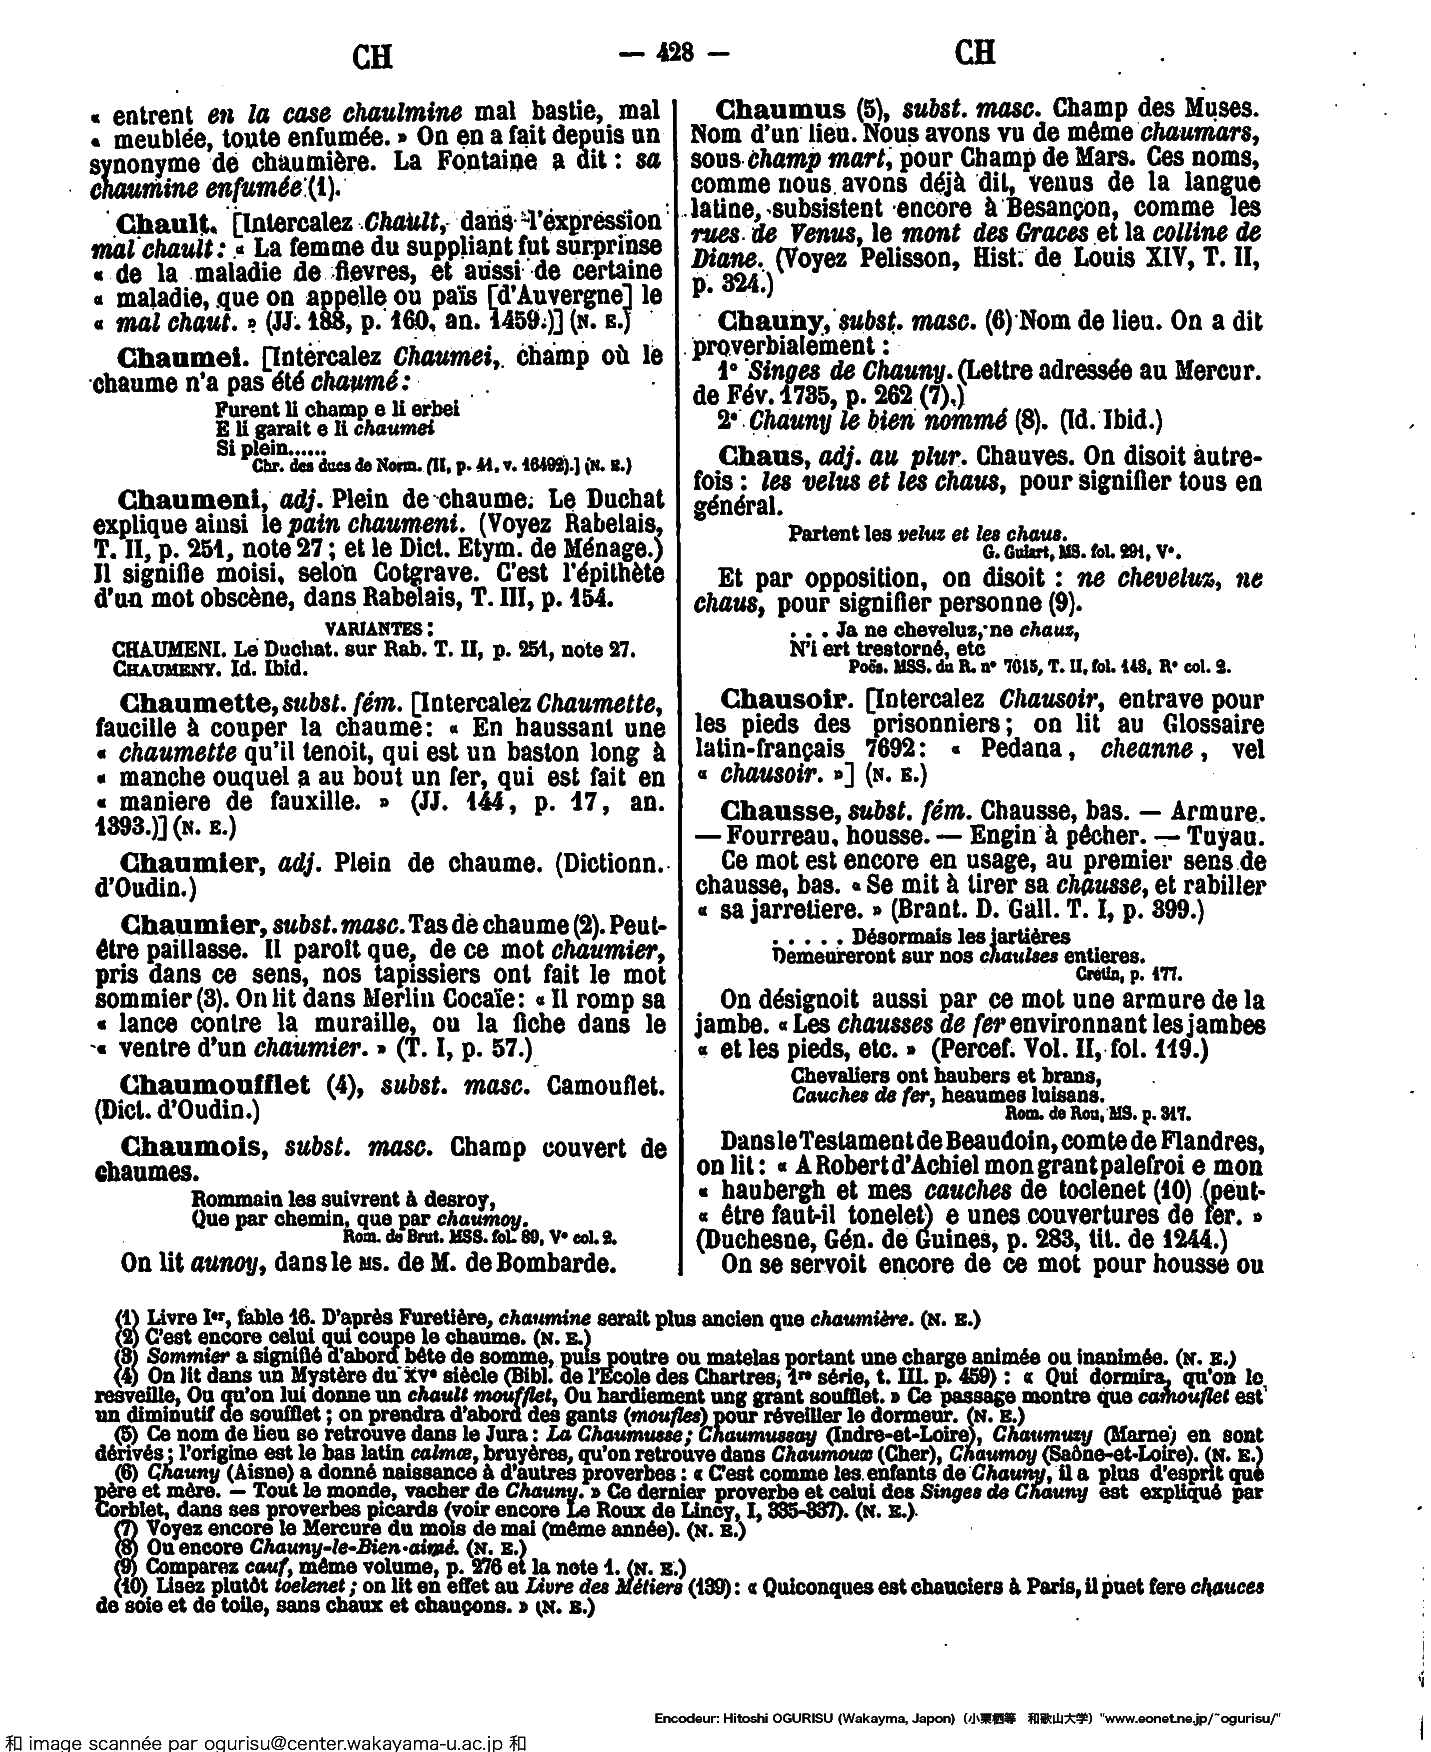 CH
— 428 —
CH
« entrent en la case chaulmine mal bastie, mal
« meublée, toute enfumée. » On en a fait depuis un
synonyme de chaumière. La Fontaine a dit : sa
chaumine enfumée (1).
Chault. [Intercalez Chault, dans l'expression
mal chault : « La femme du suppliant fut surprinse
« de la maladie de fievres, et aussi de certaine
« maladie, que on appelle ou païs [d'Auvergne] le
« mal chaut. » (JJ. 188, p. 160, an. 1459.)] (N. E.)
Chaumei. [Intercalez Chaumei, champ où le
chaume n'a pas été chaumé :
Furent li champ e li erbei
E li garait e li chaumei
Si plein......
Chr. des ducs de Norm. (II, p. 41, v. 16492).] (N. E.)
Chaumeni, adj. Plein de chaume. Le Duchat
explique ainsi le pain chaumeni. (Voyez Rabelais,
T. II, p. 251, note 27 ; et le Dict. Etym. de Ménage.)
Il signifie moisi, selon Cotgrave. C'est l'épithète
d'un mot obscène, dans Rabelais, T. III, p. 154.
VARIANTES :
CHAUMENI. Le Duchat. sur Rab. T. II, p. 251, note 27.
CHAUMENY. Id. Ibid.
Chaumette, subst. fém. [Intercalez Chaumette,
faucille à couper la chaume : « En haussant une
« chaumette qu'il tenoit, qui est un baston long à
« manche ouquel a au bout un fer, qui est fait en
« maniere de fauxille. » (JJ. 144, p. 17, an.
1393.)] (N. E.)
Chaumier, adj. Plein de chaume. (Dictionn.
d'Oudin.)
Chaumier, subst. masc. Tas de chaume (2). Peut-
être paillasse. Il paroît que, de ce mot chaumier,
pris dans ce sens, nos tapissiers ont fait le mot
sommier (3). On lit dans Merlin Cocaïe : « Il romp sa
« lance contre la muraille, ou la fiche dans le
« ventre d'un chaumier. » (T. I, p. 57.)
Chaumoufflet (4), subst. masc. Camouflet.
(Dict. d'Oudin.)
Chaumois, subst. masc. Champ couvert de
chaumes.
Rommain les suivrent à desroy,
Que par chemin, que par chaumoy.
Rom. de Brut. MSS. fol. 89, V° col. 2.
On lit aunoy, dans le MS. de M. de Bombarde.
Chaumus (5), subst. masc. Champ des Muses.
Nom d'un lieu. Nous avons vu de même chaumars,
sous champ mart, pour Champ de Mars. Ces noms,
comme nous avons déjà dit, venus de la langue
latine, subsistent encore à Besançon, comme les
rues de Venus, le mont des Graces et la colline de
Diane. (Voyez Pelisson, Hist. de Louis XIV, T. II,
p. 324.)
Chauny, subst. masc. (6) Nom de lieu. On a dit
proverbialement :
1° Singes de Chauny. (Lettre adressée au Mercur.
de Fév. 1735, p. 262 (7).)
2° Chauny le bien nommé (8). (Id. Ibid.)
Chaus, adj. au plur. Chauves. On disoit autre-
fois : les velus et les chaus, pour signifier tous en
général.
Partent les veluz et les chaus.
G. Guiart, MS. fol. 291, V°.
Et par opposition, on disoit : ne cheveluz, ne
chaus, pour signifier personne (9).
. . . Ja ne cheveluz, ne chauz,
N'i ert trestorné, etc
Poës. MSS. du R. n° 7615, T. II, fol. 148, R° col. 2.
Chausoir. [Intercalez Chausoir, entrave pour
les pieds des prisonniers ; on lit au Glossaire
latin-français 7692 : « Pedana, cheanne, vel
« chausoir. »] (N. E.)
Chausse, subst. fém. Chausse, bas. — Armure.
— Fourreau, housse. — Engin à pêcher. — Tuyau.
Ce mot est encore en usage, au premier sens de
chausse, bas. « Se mit à tirer sa chausse, et rabiller
« sa jarretiere. » (Brant. D. Gall. T. I, p. 399.)
. . . . . Désormais les jartières
Demeureront sur nos chaulses entieres.
Cretin, p. 177.
On désignoit aussi par ce mot une armure de la
jambe. « Les chausses de fer environnant les jambes
« et les pieds, etc. » (Percef. Vol. II, fol. 119.)
Chevaliers ont haubers et brans,
Cauches de fer, heaumes luisans.
Rom. de Rou, MS. p. 317.
Dans le Testament de Beaudoin, comte de Flandres,
on lit : « A Robert d'Achiel mon grant palefroi e mon
« haubergh et mes cauches de toclenet (10) (peut-
« être faut-il tonelet) e unes couvertures de fer. »
(Duchesne, Gén. de Guines, p. 283, tit. de 1244.)
On se servoit encore de ce mot pour housse ou
(1) Livre Ier, fable 16. D'après Furetière, chaumine serait plus ancien que chaumière. (N. E.)
(2) C'est encore celui qui coupe le chaume. (N. E.)
(3) Sommier a signifié d'abord bête de somme, puis poutre ou matelas portant une charge animée ou inanimée. (N. E.)
(4) On lit dans un Mystère du XVe siècle (Bibl. de l'Ecole des Chartres, 1re série, t. III. p. 459) : « Qui dormira, qu'on le
resveille, Ou qu'on lui donne un chault moufflet, Ou hardiement ung grant soufflet. » Ce passage montre que camouflet est
un diminutif de soufflet ; on prendra d'abord des gants (moufles) pour réveiller le dormeur. (N. E.)
(5) Ce nom de lieu se retrouve dans le Jura : La Chaumusse ; Chaumussay (Indre-et-Loire), Chaumuzy (Marne) en sont
dérivés ; l'origine est le bas latin calmæ, bruyères, qu'on retrouve dans Chaumoux (Cher), Chaumoy (Saône-et-Loire). (N. E.)
(6) Chauny (Aisne) a donné naissance à d'autres proverbes : « C'est comme les enfants de Chauny, il a plus d'esprit que
père et mère. — Tout le monde, vacher de Chauny. » Ce dernier proverbe et celui des Singes de Chauny est expliqué par
Corblet, dans ses proverbes picards (voir encore Le Roux de Lincy, I, 335-337). (N. E.)
(7) Voyez encore le Mercure du mois de mai (même année). (N. E.)
(8) Ou encore Chauny-le-Bien-aimé. (N. E.)
(9) Comparez cauf, même volume, p. 276 et la note 1. (N. E.)
(10) Lisez plutôt toelenet ; on lit en effet au Livre des Métiers (139) : « Quiconques est chauciers à Paris, il puet fere chauces
de soie et de toile, sans chaux et chauçons. » (N. E.)
Encodeur: Hitoshi OGURISU (Wakayma, Japon) (小栗栖等 和歌山大学) "www.eonet.ne.jp/~ogurisu/"
和 image scannée par ogurisu@center.wakayama-u.ac.jp 和